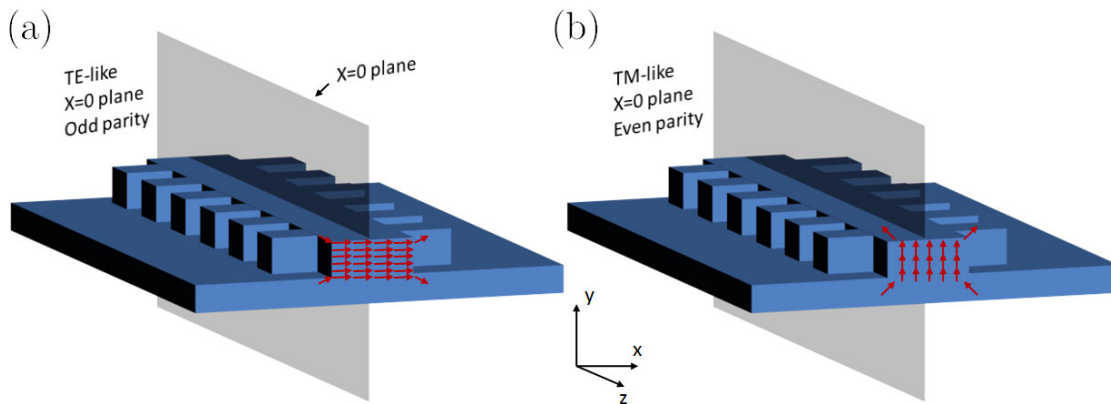 (a)
TE-like
X=0 plane
Odd parity
X=0 plane
(b)
TM-like
X=0 plane
Even parity
y
x
z